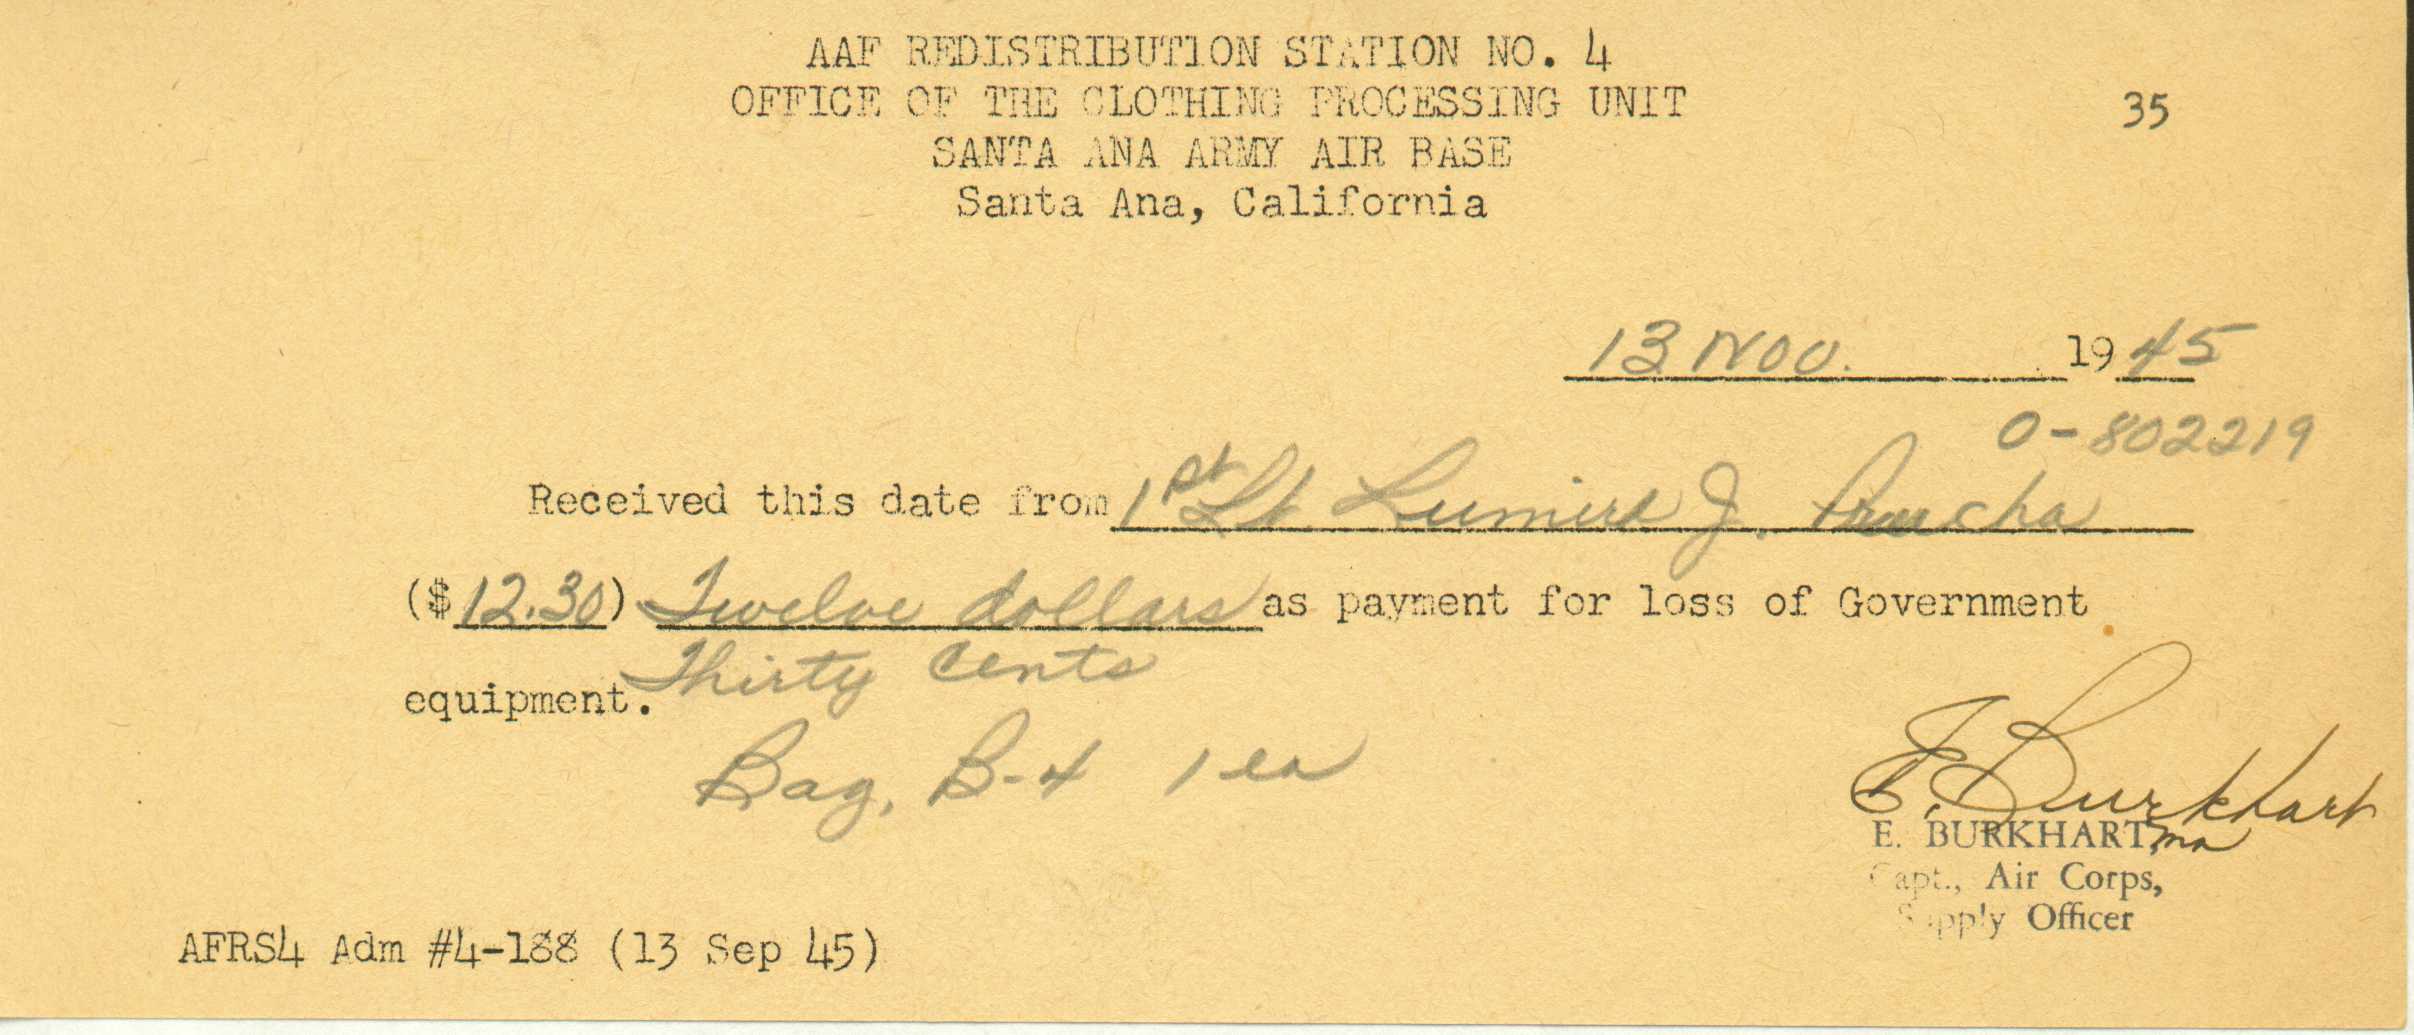 AAF REDISTRIBUTION STATION NO. 4
OFFICE OF THE CLOTHING PROCESSING UNIT
35
SANTA ANA ARMY AIR BASE
Santa Ana, California
13 Nov. 1945
0-802219
Received this date from 1st Lt. Lumire J. Prucha
($12.30) Twelve dollars as payment for loss of Government
Thirty Cents
equipment.
Bag, B-4 1 ea
E. Burkhart
E. BURKHART,
Capt., Air Corps,
Supply Officer
AFRS4 Adm #4-188 (13 Sep 45)